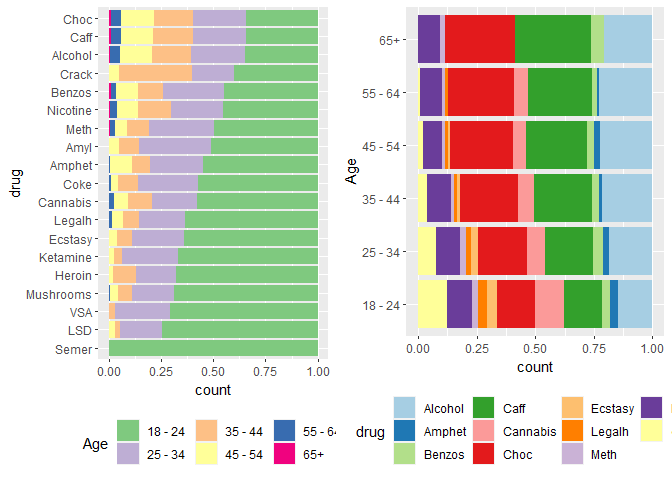 drug
Choc
Caff
Alcohol
Crack
Benzos
Nicotine
Meth
Amyl
Amphet
Coke
Cannabis
Legalh
Ecstasy
Ketamine
Heroin
Mushrooms
VSA
LSD
Semer
0.00 0.25 0.50 0.75 1.00
count
Age
18 - 24 35 - 44 55 - 64
25 - 34 45 - 54 65+
Age
65+
55 - 64
45 - 54
35 - 44
25 - 34
18 - 24
0.00 0.25 0.50 0.75 1.00
count
drug
Alcohol Caff Ecstasy
Amphet Cannabis Legalh
Benzos Choc Meth